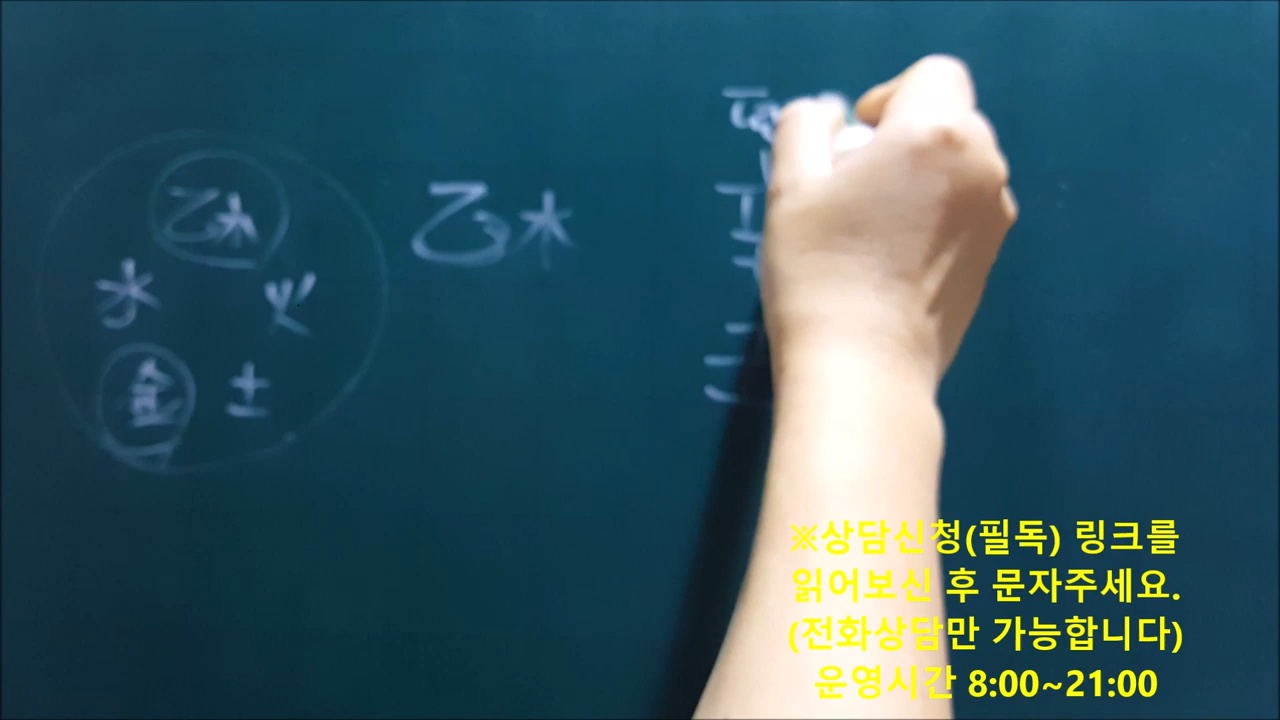 乙木
水 火
金 土
乙木
※상담신청(필독) 링크를
읽어보신 후 문자주세요.
(전화상담만 가능합니다)
운영시간 8:00~21:00